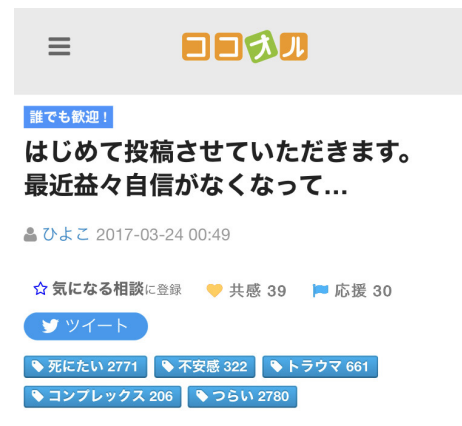 ココオル
誰でも歓迎！
はじめて投稿させていただきます。
最近益々自信がなくなって...
ひよこ 2017-03-24 00:49
気になる相談に登録 共感 39 応援 30
ツイート
死にたい 2771 不安感 322 トラウマ 661
コンプレックス 206 つらい 2780